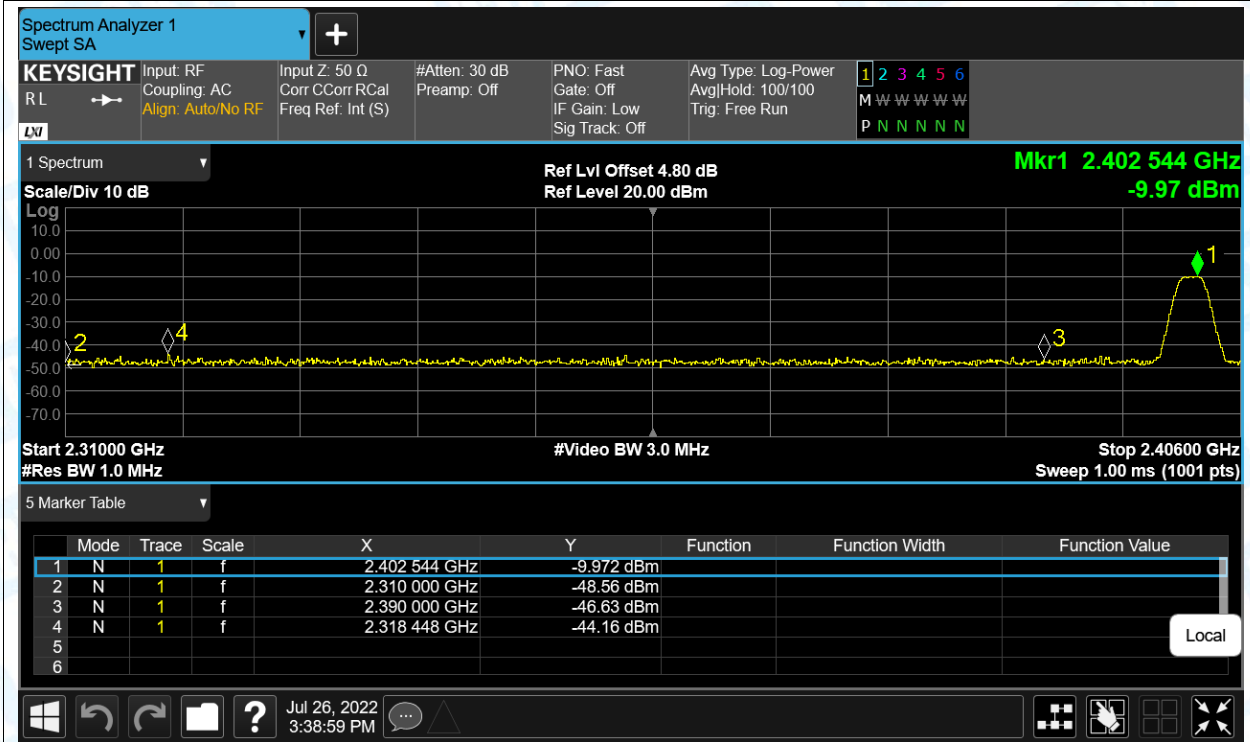 Spectrum Analyzer 1
Swept SA
+
KEYSIGHT Input: RF Input Z: 50 Ω #Atten: 30 dB PNO: Fast Avg Type: Log-Power 1 2 3 4 5 6
R L Coupling: AC Corr CCorr RCal Preamp: Off Gate: Off Avg|Hold: 100/100 M W W W W W W
Align: Auto/No RF Freq Ref: Int (S) IF Gain: Low Trig: Free Run
LXI Sig Track: Off P N N N N N N
1 Spectrum Ref Lvl Offset 4.80 dB Mkr1 2.402 544 GHz
Scale/Div 10 dB Ref Level 20.00 dBm -9.97 dBm
Log
10.0
0.00 1
-10.0
-20.0
-30.0
-40.0 2 4 3
-50.0
-60.0
-70.0
Start 2.31000 GHz #Video BW 3.0 MHz Stop 2.40600 GHz
#Res BW 1.0 MHz Sweep 1.00 ms (1001 pts)
5 Marker Table
Mode Trace Scale X Y Function Function Width Function Value
1 N 1 f 2.402 544 GHz -9.972 dBm
2 N 1 f 2.310 000 GHz -48.56 dBm
3 N 1 f 2.390 000 GHz -46.63 dBm
4 N 1 f 2.318 448 GHz -44.16 dBm
5
6
Local
? Jul 26, 2022
3:38:59 PM